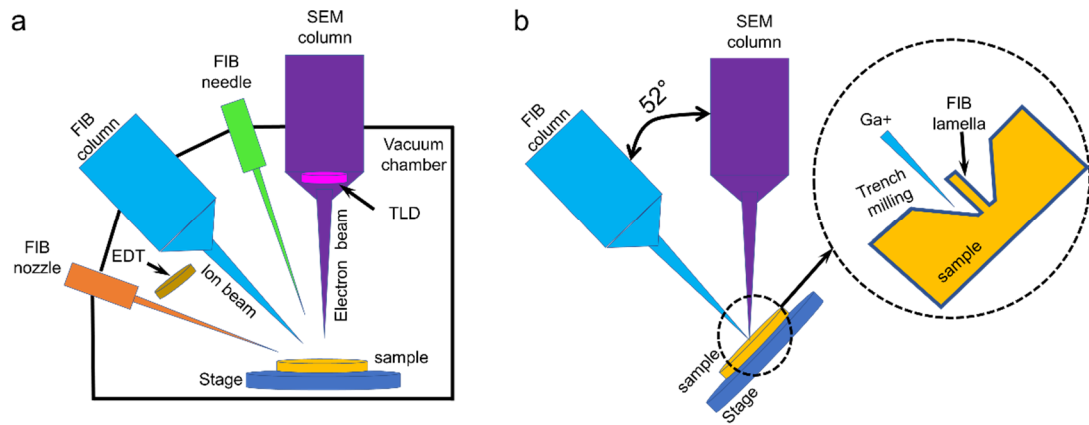 a
SEM
column
FIB
needle
FIB
column
Vacuum
chamber
TLD
Electron beam
EDT
Ion beam
FIB
nozzle
sample
Stage
b
SEM
column
52°
FIB
column
sample
Stage
Ga+
FIB
lamella
Trench
milling
sample